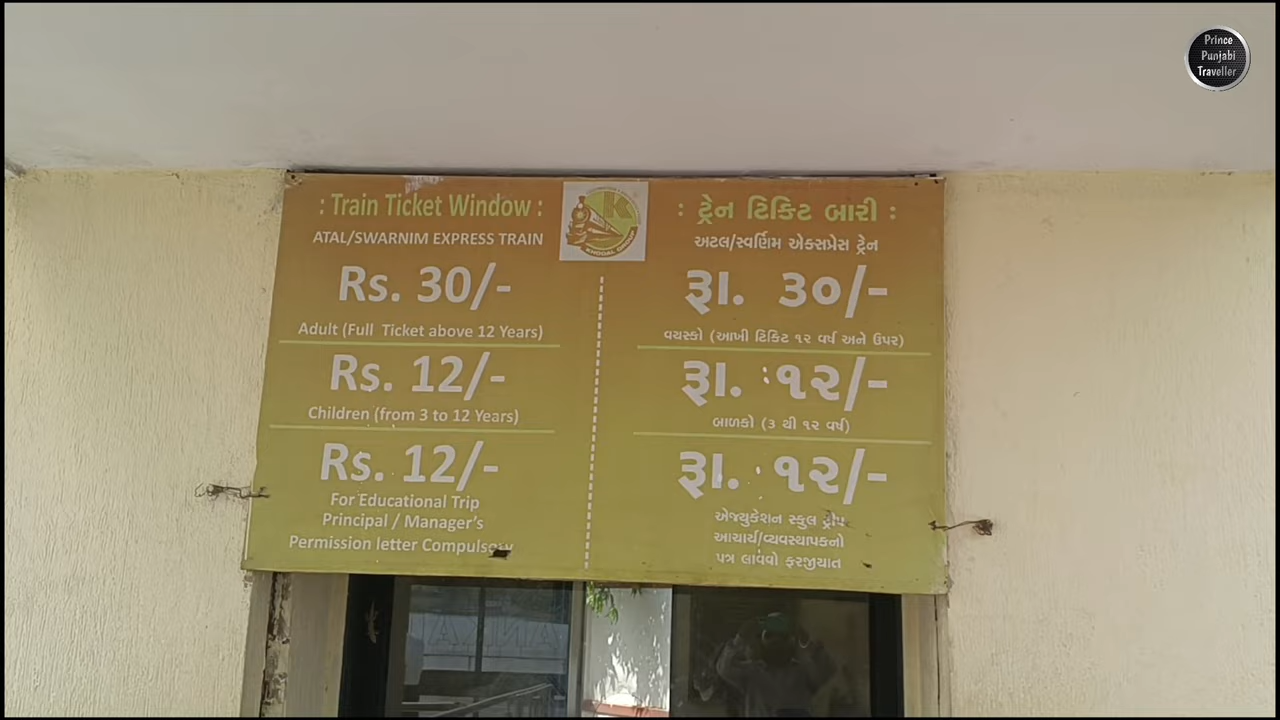 Prince
Punjabi
Traveller
: Train Ticket Window :
ATAL/SWARNIM EXPRESS TRAIN
Rs. 30/-
Adult (Full Ticket above 12 Years)
Rs. 12/-
Children (from 3 to 12 Years)
Rs. 12/-
For Educational Trip
Principal / Manager's
Permission letter Compulsory
K
KHODAL GROUP
: ટ્રેન ટિકિટ બારી :
અટલ/સ્વર્ણિમ એક્સપ્રેસ ટ્રેન
રૂા. ૩૦/-
વયસ્કો (આખી ટિકિટ ૧૨ વર્ષ અને ઉપર)
રૂા. ૧૨/-
બાળકો (૩ થી ૧૨ વર્ષ)
રૂા. ૧૨/-
એજ્યુકેશન સ્કુલ ટ્રીપ
આચાર્ય/વ્યવસ્થાપકનો
પત્ર લાવવો ફરજીયાત